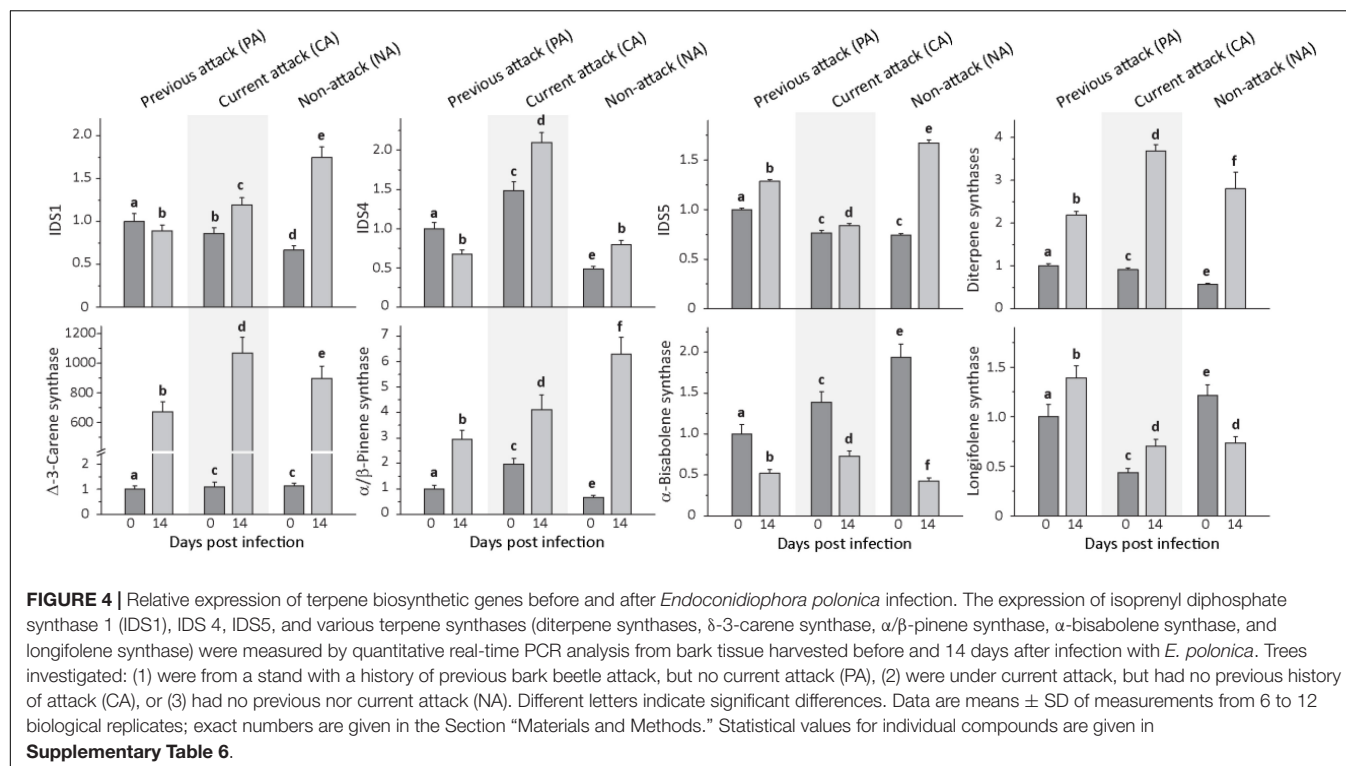 Previous attack (PA)
Current attack (CA)
Non-attack (NA)
Previous attack (PA)
Current attack (CA)
Non-attack (NA)
Previous attack (PA)
Current attack (CA)
Non-attack (NA)
Previous attack (PA)
Current attack (CA)
Non-attack (NA)
IDS1
2.0
1.5
1.0
0.5
0
a
b
b
c
d
e
IDS4
2.0
1.5
1.0
0.5
0
a
b
c
d
e
b
IDS5
1.5
1.0
0.75
0.5
0
a
b
c
d
c
e
Diterpene synthases
4
3
2
1
0
a
b
c
d
e
f
Δ-3-Carene synthase
1200
1000
800
600
2
1
0
a
b
c
d
c
e
0 14 0 14 0 14
Days post infection
α/β-Pinene synthase
7
6
5
4
3
2
1
0
a
b
c
d
e
f
0 14 0 14 0 14
Days post infection
α-Bisabolene synthase
2.0
1.5
1.0
0.5
0
a
b
c
d
e
f
0 14 0 14 0 14
Days post infection
Longifolene synthase
1.5
1.0
0.5
0
a
b
c
d
e
d
0 14 0 14 0 14
Days post infection
FIGURE 4 | Relative expression of terpene biosynthetic genes before and after Endoconidiophora polonica infection. The expression of isoprenyl diphosphate
synthase 1 (IDS1), IDS 4, IDS5, and various terpene synthases (diterpene synthases, δ-3-carene synthase, α/β-pinene synthase, α-bisabolene synthase, and
longifolene synthase) were measured by quantitative real-time PCR analysis from bark tissue harvested before and 14 days after infection with E. polonica. Trees
investigated: (1) were from a stand with a history of previous bark beetle attack, but no current attack (PA), (2) were under current attack, but had no previous history
of attack (CA), or (3) had no previous nor current attack (NA). Different letters indicate significant differences. Data are means ± SD of measurements from 6 to 12
biological replicates; exact numbers are given in the Section “Materials and Methods.” Statistical values for individual compounds are given in
Supplementary Table 6.